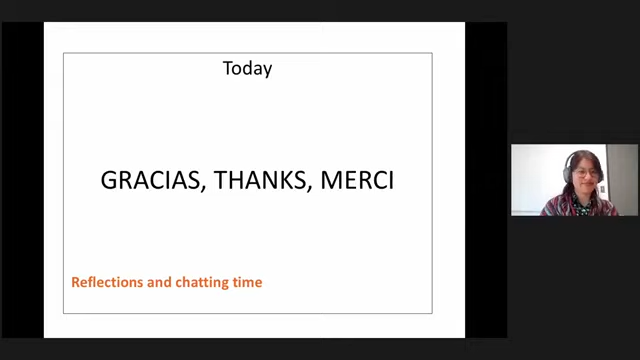 Today
GRACIAS, THANKS, MERCI
Reflections and chatting time